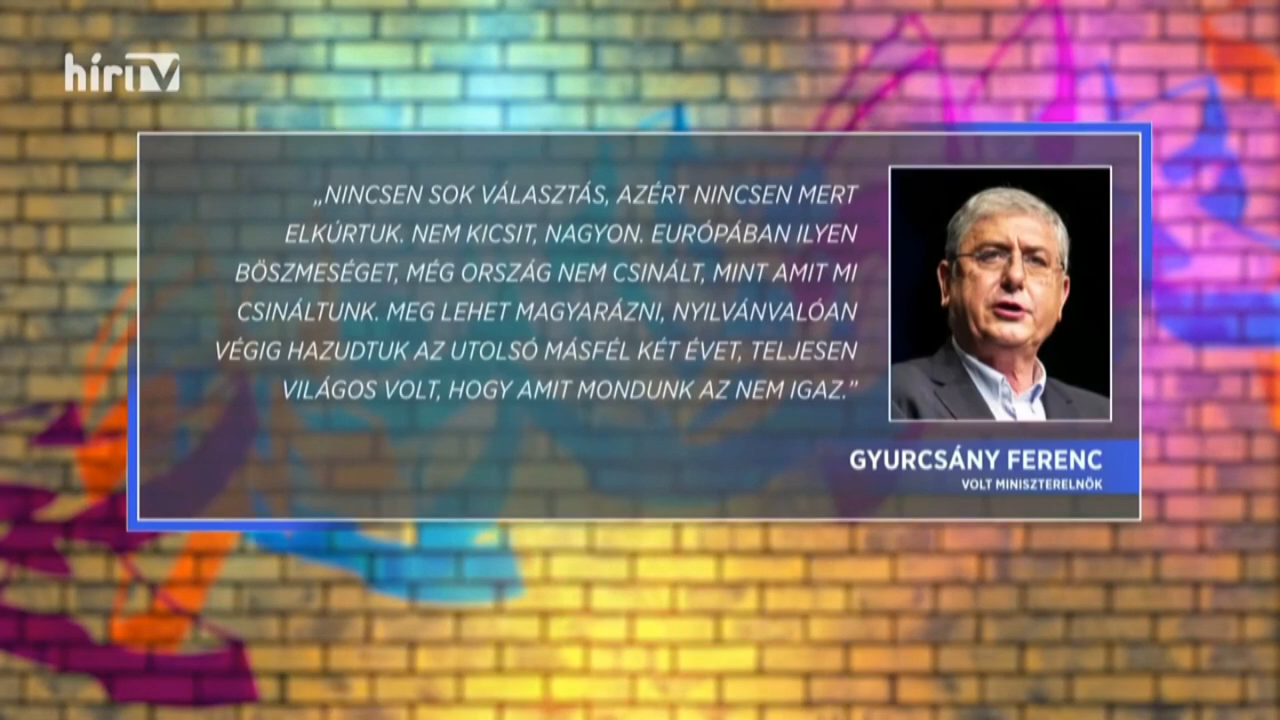 hírTV
„NINCSEN SOK VÁLASZTÁS, AZÉRT NINCSEN MERT
ELKÚRTUK. NEM KICSIT, NAGYON. EURÓPÁBAN ILYEN
BÖSZMESÉGET, MÉG ORSZÁG NEM CSINÁLT, MINT AMIT MI
CSINÁLTUNK. MEG LEHET MAGYARÁZNI, NYILVÁNVALÓAN
VÉGIG HAZUDTUK AZ UTOLSÓ MÁSFÉL KÉT ÉVET, TELJESEN
VILÁGOS VOLT, HOGY AMIT MONDUNK AZ NEM IGAZ.”
GYURCSÁNY FERENC
VOLT MINISZTERELNÖK